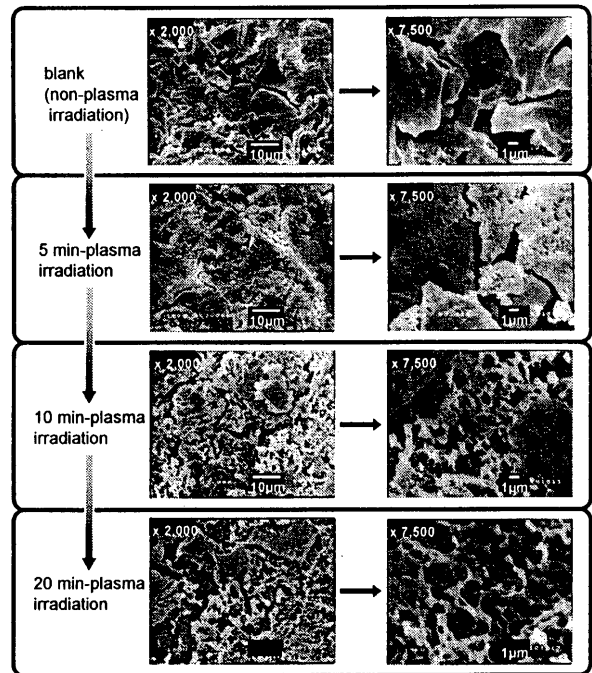 blank
(non-plasma
irradiation)
x 2,000
10μm
x 7,500
1μm
5 min-plasma
irradiation
x 2,000
10μm
x 7,500
1μm
10 min-plasma
irradiation
x 2,000
10μm
x 7,500
1μm
20 min-plasma
irradiation
x 2,000
x 7,500
1μm